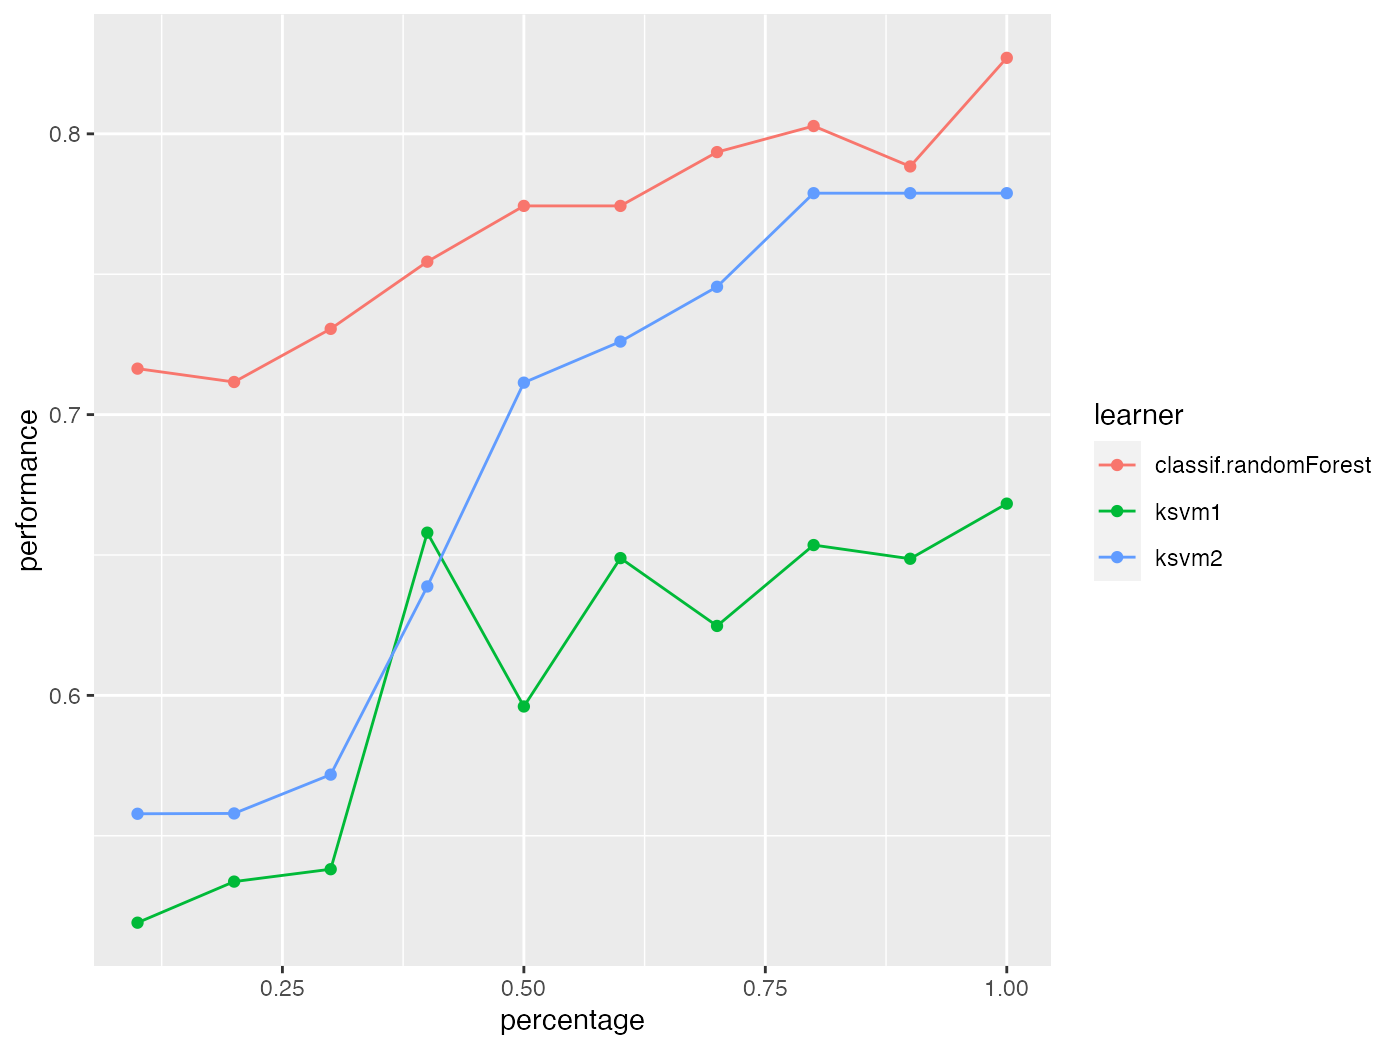 0.8
0.7
0.6
performance
0.25
0.50
0.75
1.00
percentage
learner
classif.randomForest
ksvm1
ksvm2